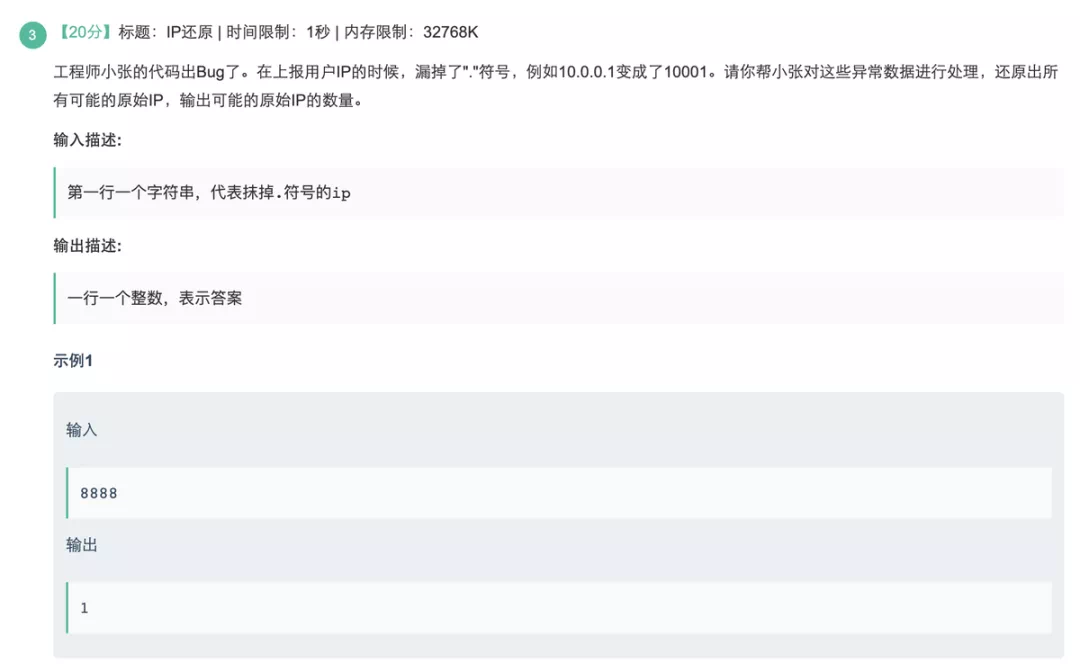 3 【20分】标题：IP还原 | 时间限制：1秒 | 内存限制：32768K
工程师小张的代码出Bug了。在上报用户IP的时候，漏掉了"."符号，例如10.0.0.1变成了10001。请你帮小张对这些异常数据进行处理，还原出所
有可能的原始IP，输出可能的原始IP的数量。
输入描述:
第一行一个字符串，代表抹掉.符号的ip
输出描述:
一行一个整数，表示答案
示例1
输入
8888
输出
1